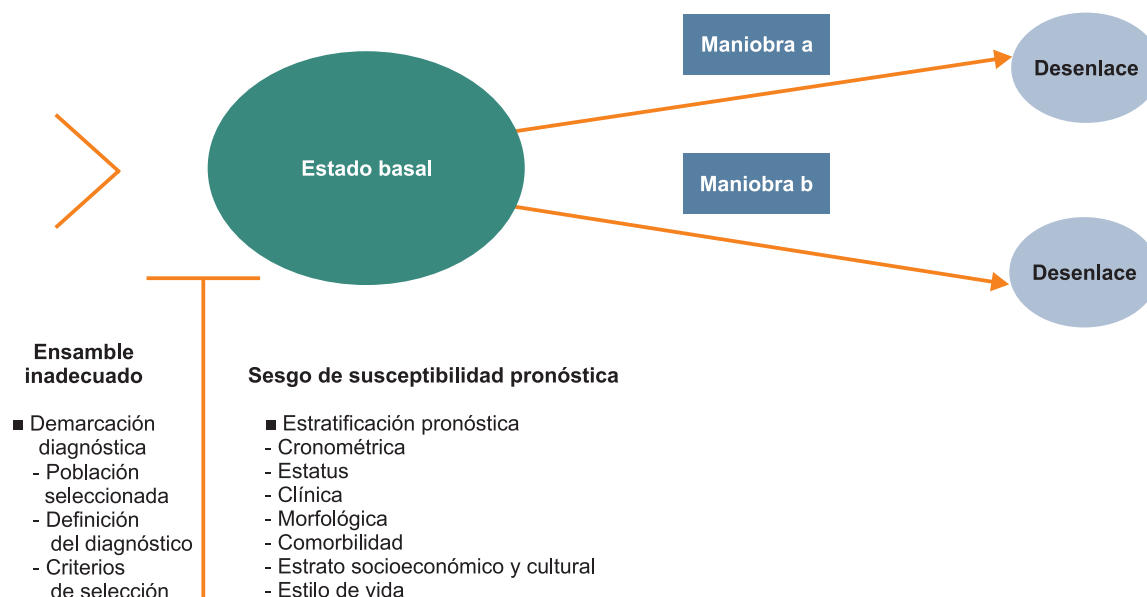 Maniobra a
Desenlace
Estado basal
Maniobra b
Desenlace
Ensamble
inadecuado
■ Demarcación
diagnóstica
- Población
seleccionada
- Definición
del diagnóstico
- Criterios
de selección
Sesgo de susceptibilidad pronóstica
■ Estratificación pronóstica
- Cronométrica
- Estatus
- Clínica
- Morfológica
- Comorbilidad
- Estrato socioeconómico y cultural
- Estilo de vida